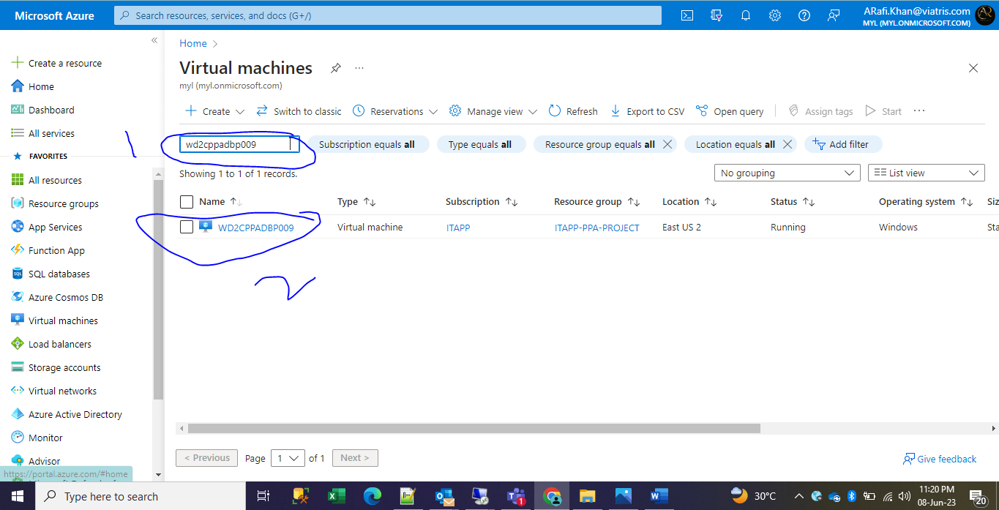 Microsoft Azure
Search resources, services, and docs (G+/)
ARafi.Khan@viatris.com
MYL (MYL.ONMICROSOFT.COM)
«
Create a resource
Home
Dashboard
All services
FAVORITES
All resources
Resource groups
App Services
Function App
SQL databases
Azure Cosmos DB
Virtual machines
Load balancers
Storage accounts
Virtual networks
Azure Active Directory
Monitor
Advisor
https://portal.azure.com/#home
Home >
Virtual machines ...
myl (myl.onmicrosoft.com)
Create Switch to classic Reservations Manage view Refresh Export to CSV Open query Assign tags Start ...
1
wd2cppadbp009 Subscription equals all Type equals all Resource group equals all Location equals all Add filter
Showing 1 to 1 of 1 records.
No grouping List view
Name Type Subscription Resource group Location Status Operating system Siz
WD2CPPADBP009 Virtual machine ITAPP ITAPP-PPA-PROJECT East US 2 Running Windows Sta
2
< Previous Page 1 of 1 Next >
Give feedback
Type here to search
30°C
11:20 PM
08-Jun-23
20